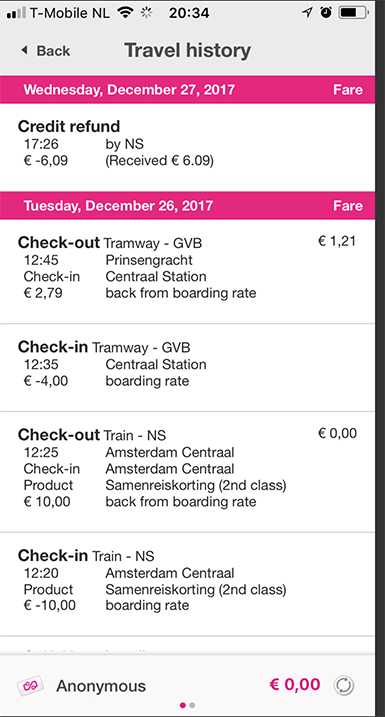 T-Mobile NL 20:34
Back Travel history
Wednesday, December 27, 2017 Fare
Credit refund
17:26 by NS
€ -6,09 (Received € 6.09)
Tuesday, December 26, 2017 Fare
Check-out Tramway - GVB € 1,21
12:45 Prinsengracht
Check-in Centraal Station
€ 2,79 back from boarding rate
Check-in Tramway - GVB
12:35 Centraal Station
€ -4,00 boarding rate
Check-out Train - NS € 0,00
12:25 Amsterdam Centraal
Check-in Amsterdam Centraal
Product Samenreiskorting (2nd class)
€ 10,00 back from boarding rate
Check-in Train - NS
12:20 Amsterdam Centraal
Product Samenreiskorting (2nd class)
€ -10,00 boarding rate
Anonymous € 0,00